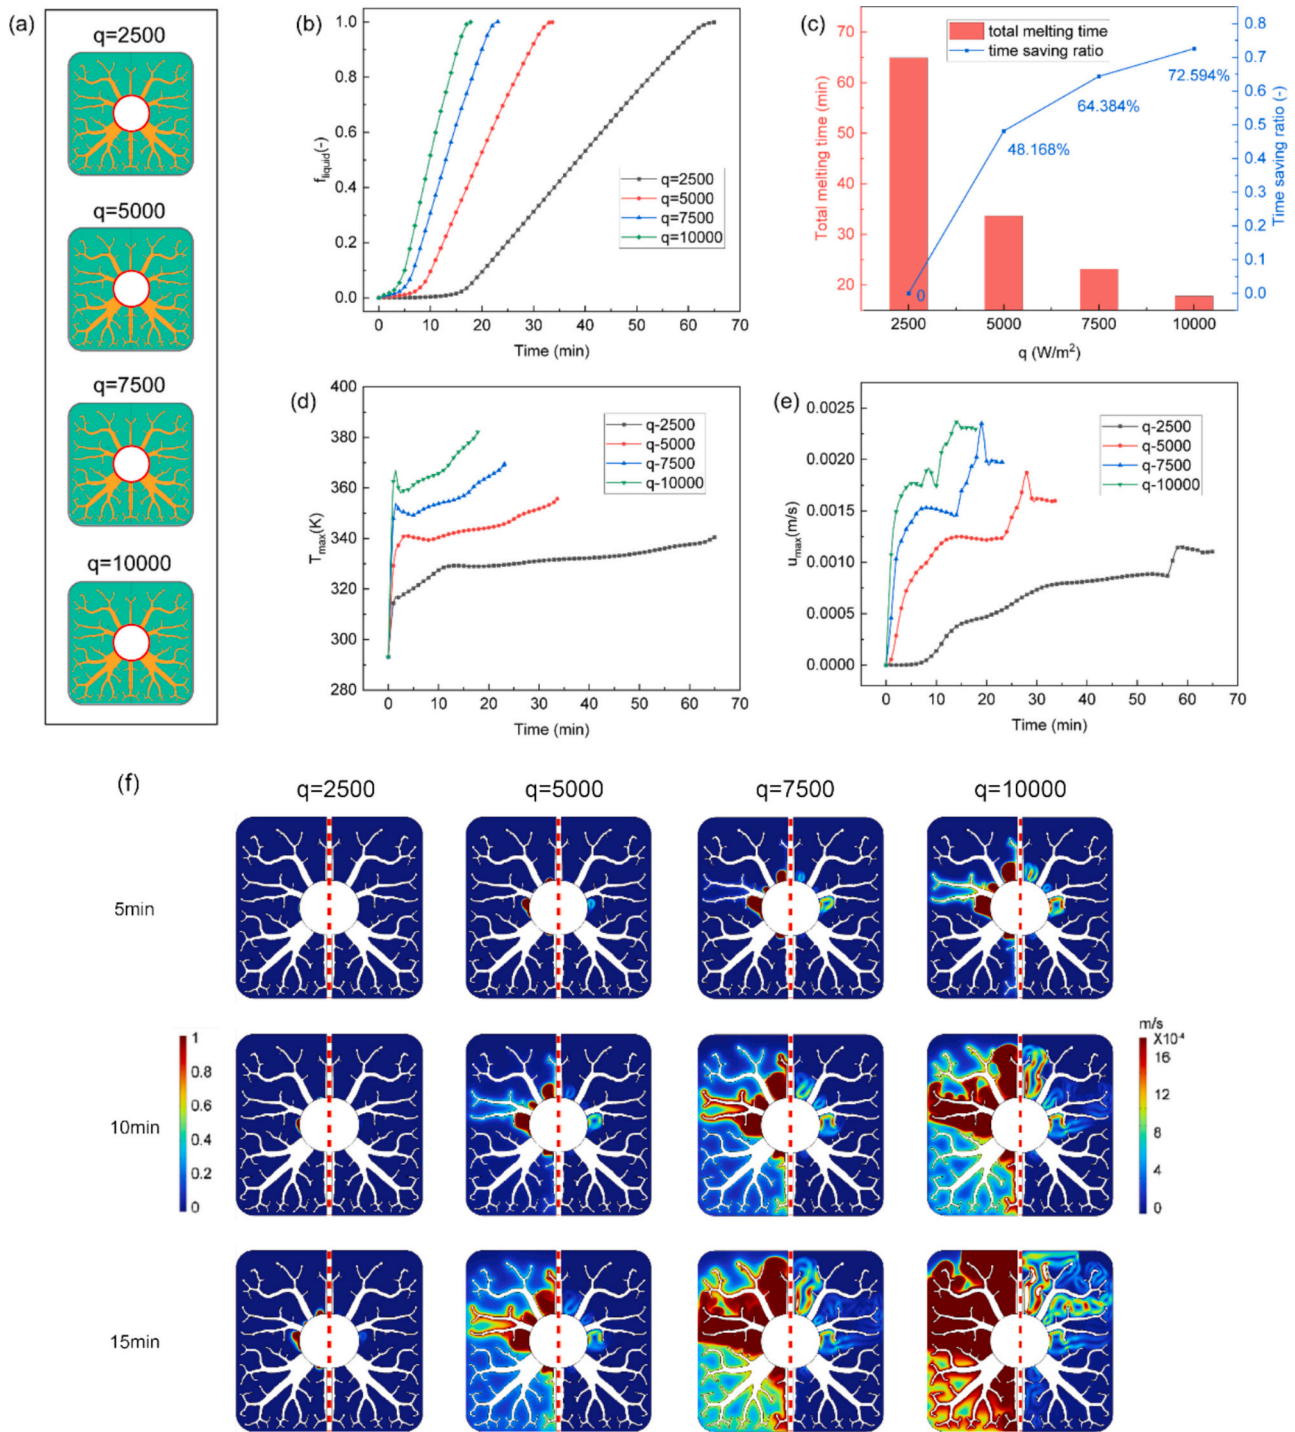 (a)
q=2500
q=5000
q=7500
q=10000
(b)
1.0
0.8
0.6
0.4
0.2
0.0
f_liquid(-)
0 10 20 30 40 50 60 70
Time (min)
q=2500
q=5000
q=7500
q=10000
(c)
Total melting time
time saving ratio
70
60
50
40
30
20
Total melting time (min)
0.8
0.7
0.6
0.5
0.4
0.3
0.2
0.1
0.0
Time saving ratio (-)
0
48.168%
64.384%
72.594%
2500 5000 7500 10000
q (W/m²)
(d)
400
380
360
340
320
300
280
T_max(K)
0 10 20 30 40 50 60 70
Time (min)
q-2500
q-5000
q-7500
q-10000
(e)
0.0025
0.0020
0.0015
0.0010
0.0005
0.0000
u_max(m/s)
0 10 20 30 40 50 60 70
Time (min)
q-2500
q-5000
q-7500
q-10000
(f)
q=2500 q=5000 q=7500 q=10000
5min
10min
15min
1
0.8
0.6
0.4
0.2
0
m/s
X10⁻⁴
16
12
8
4
0